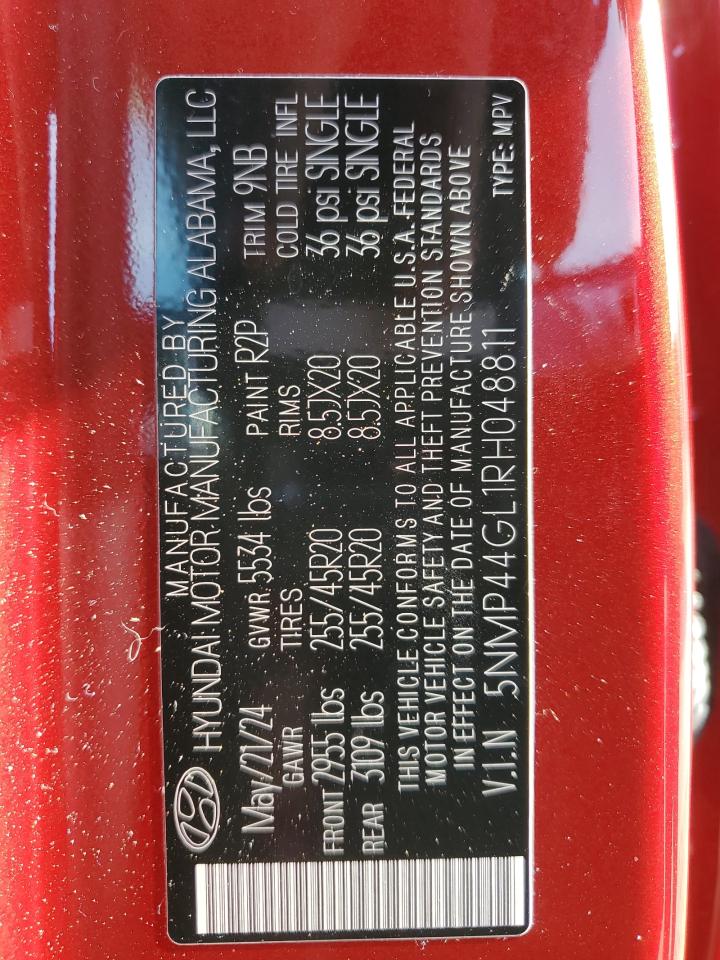 MANUFACTURED BY
HYUNDAI MOTOR MANUFACTURING ALABAMA, LLC
May/21/24 GVWR 5534 lbs PAINT R2P TRIM 9NB
GAWR TIRES RIMS COLD TIRE INFL
FRONT 2955 lbs 255/45R20 8.5JX20 36 psi SINGLE
REAR 3109 lbs 255/45R20 8.5JX20 36 psi SINGLE
THIS VEHICLE CONFORMS TO ALL APPLICABLE U.S.A. FEDERAL
MOTOR VEHICLE SAFETY AND THEFT PREVENTION STANDARDS
IN EFFECT ON THE DATE OF MANUFACTURE SHOWN ABOVE
V.I.N 5NMP44GL1RH048811 TYPE: MPV